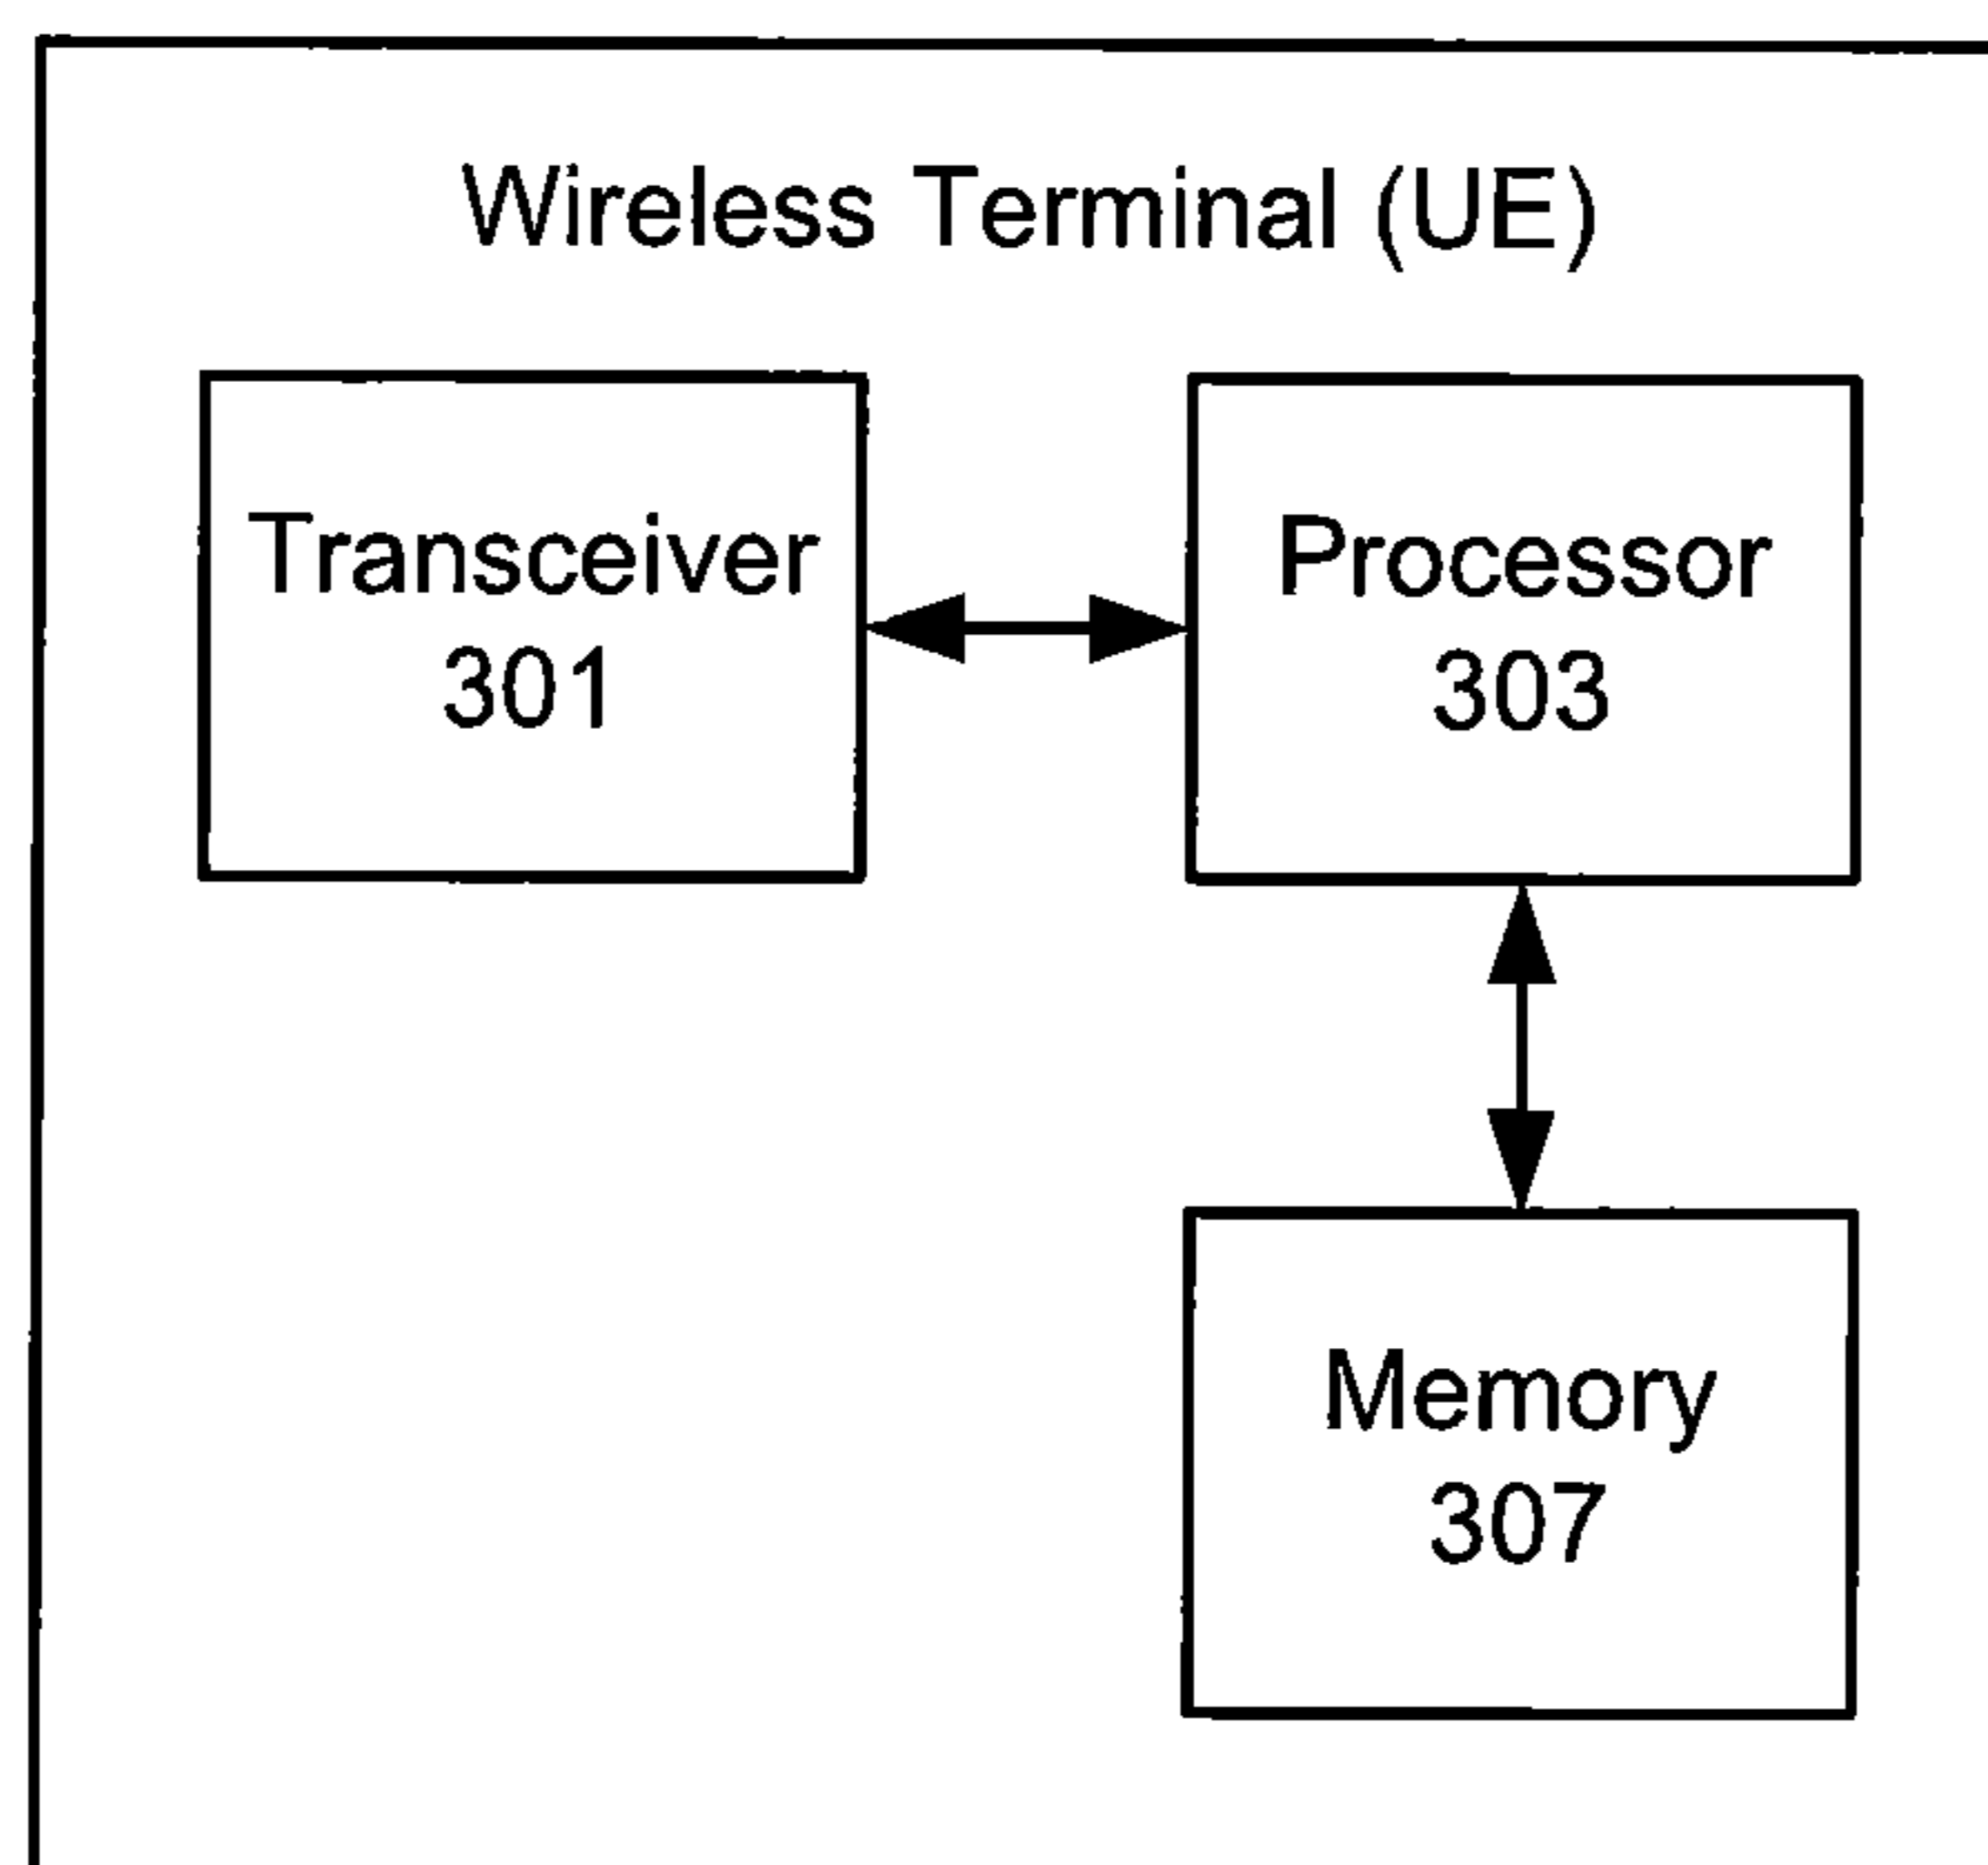 Wireless Terminal (UE)
Transceiver
301
Processor
303
Memory
307